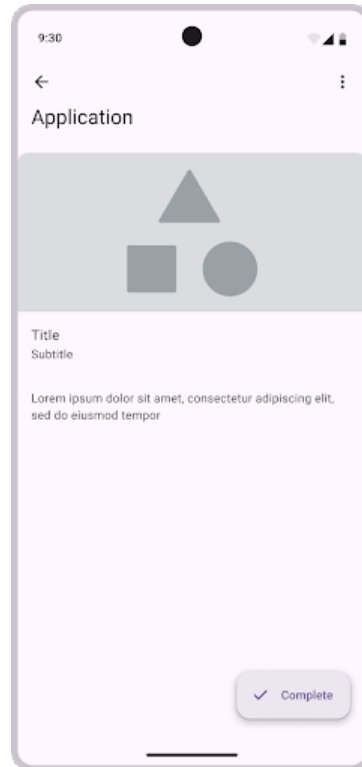 9:30
Application
Title
Subtitle
Lorem ipsum dolor sit amet, consectetur adipiscing elit,
sed do eiusmod tempor
Complete